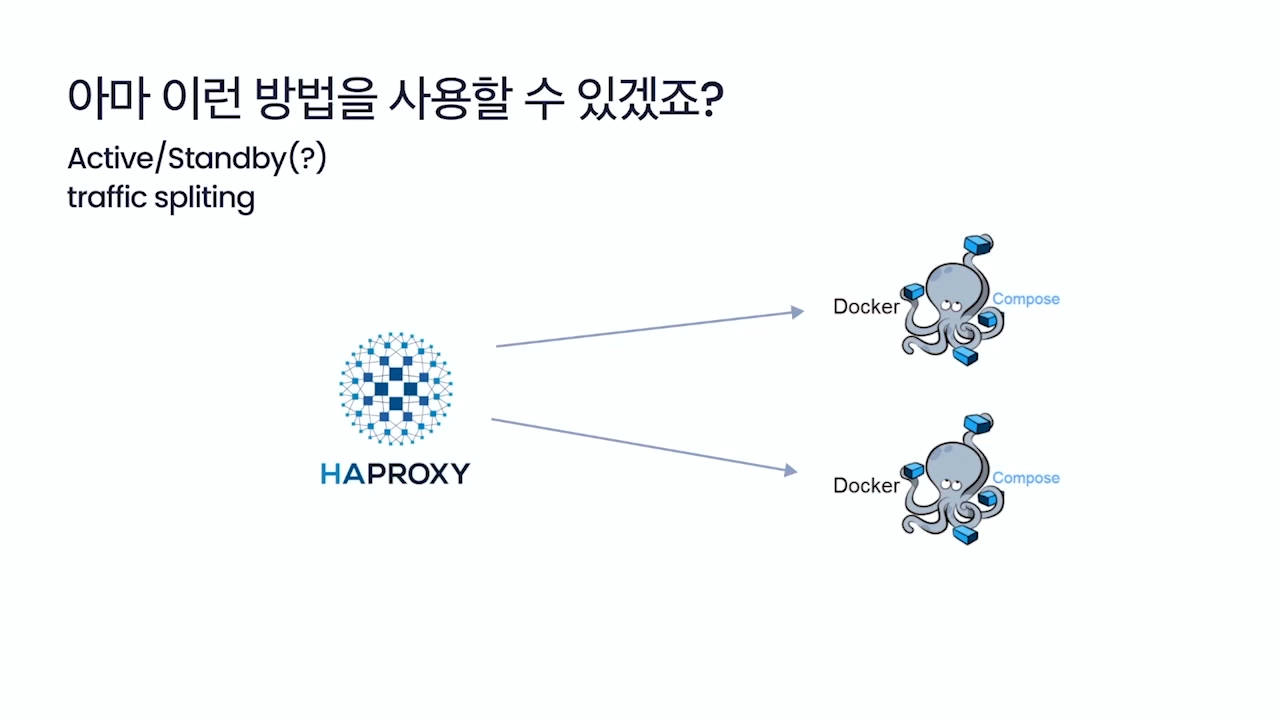 아마 이런 방법을 사용할 수 있겠죠?
Active/Standby(?)
traffic spliting
Docker Compose
HAPROXY
Docker Compose